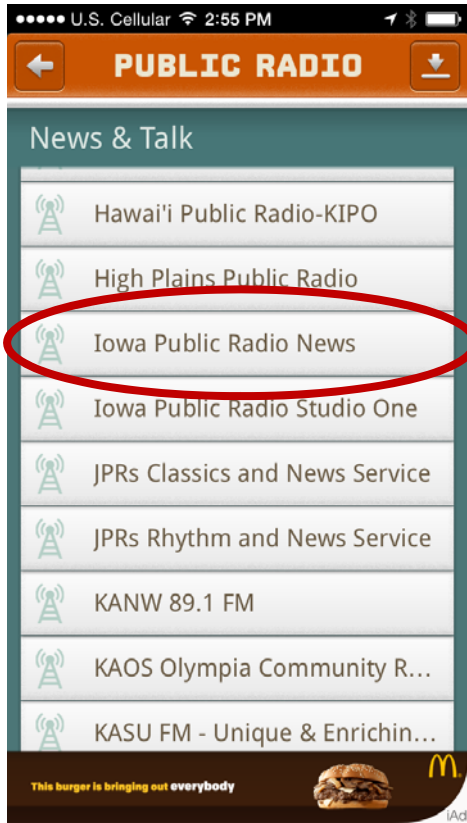 U.S. Cellular 2:55 PM
PUBLIC RADIO
News & Talk
Hawai'i Public Radio-KIPO
High Plains Public Radio
Iowa Public Radio News
Iowa Public Radio Studio One
JPRs Classics and News Service
JPRs Rhythm and News Service
KANW 89.1 FM
KAOS Olympia Community R...
KASU FM - Unique & Enrichin...
This burger is bringing out everybody
M
iAd